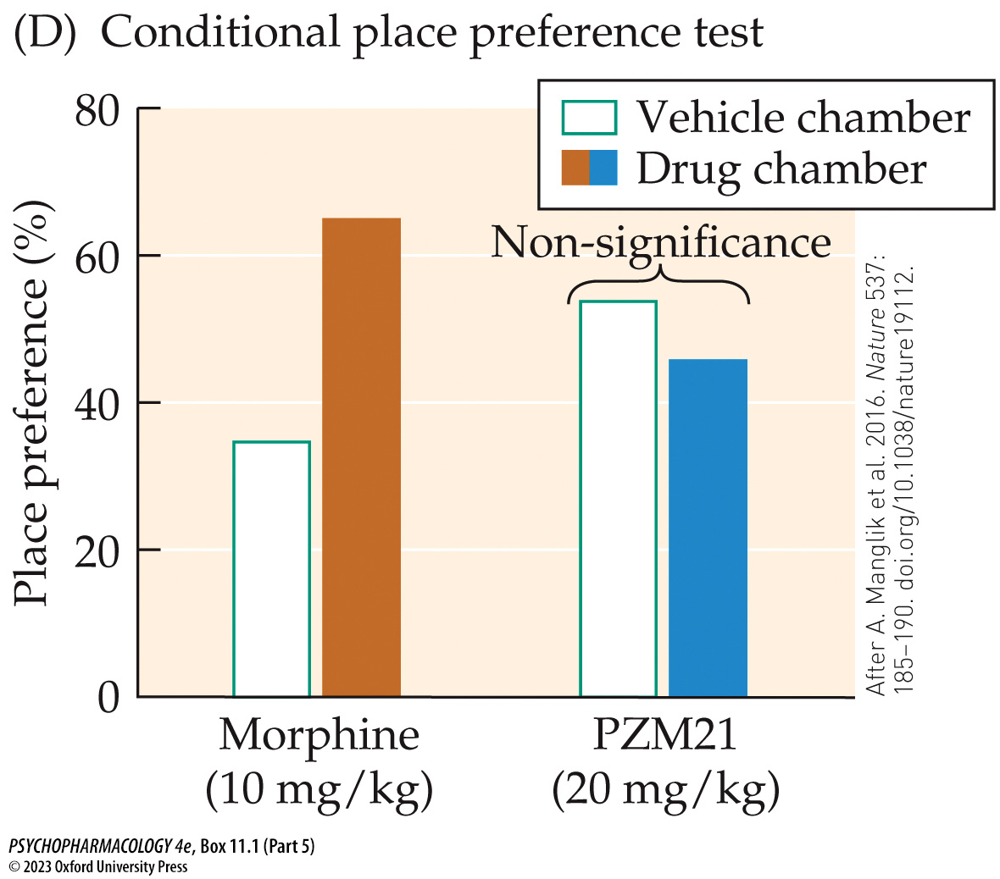 (D) Conditional place preference test
Vehicle chamber
Drug chamber
Place preference (%)
80
60
40
20
0
Non-significance
Morphine
(10 mg/kg)
PZM21
(20 mg/kg)
After A. Manglik et al. 2016. Nature 537:
185–190. doi.org/10.1038/nature19112.
PSYCHOPHARMACOLOGY 4e, Box 11.1 (Part 5)
© 2023 Oxford University Press